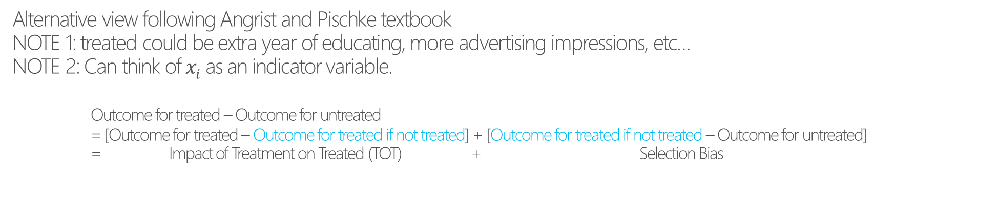 Alternative view following Angrist and Pischke textbook
NOTE 1: treated could be extra year of educating, more advertising impressions, etc…
NOTE 2: Can think of xᵢ as an indicator variable.
Outcome for treated – Outcome for untreated
= [Outcome for treated – Outcome for treated if not treated] + [Outcome for treated if not treated – Outcome for untreated]
= Impact of Treatment on Treated (TOT) + Selection Bias